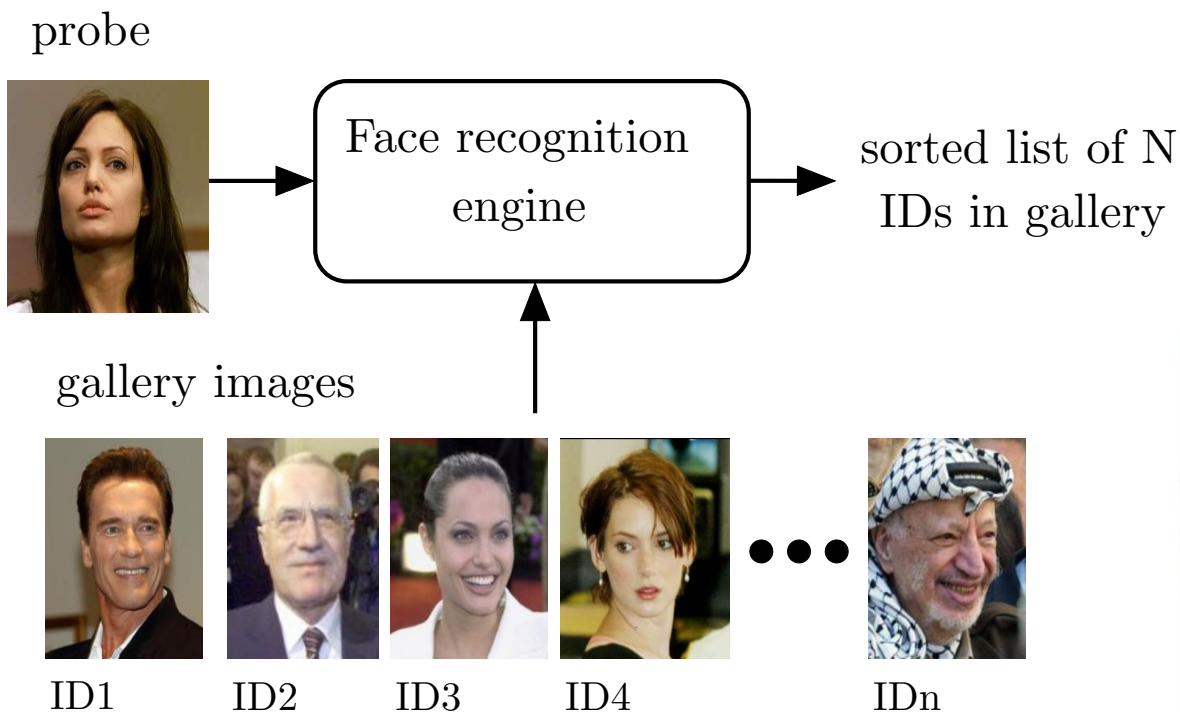 probe
Face recognition
engine
sorted list of N
IDs in gallery
gallery images
ID1 ID2 ID3 ID4 IDn